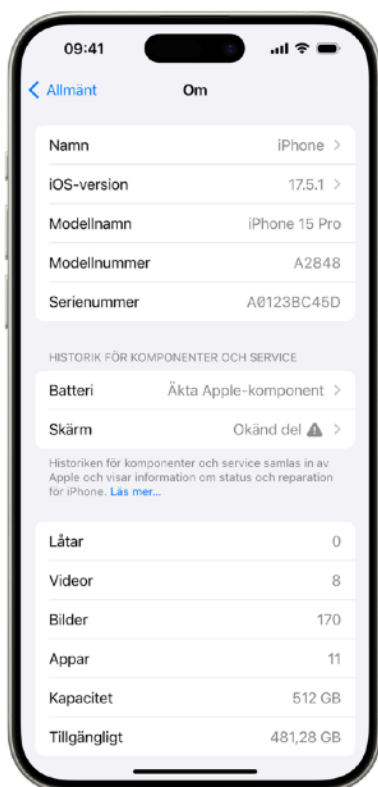 09:41
Allmänt
Om
Namn iPhone
iOS-version 17.5.1
Modellnamn iPhone 15 Pro
Modellnummer A2848
Serienummer A0123BC45D
HISTORIK FÖR KOMPONENTER OCH SERVICE
Batteri Äkta Apple-komponent
Skärm Okänd del
Historiken för komponenter och service samlas in av
Apple och visar information om status och reparation
för iPhone. Läs mer...
Låtar 0
Videor 8
Bilder 170
Appar 11
Kapacitet 512 GB
Tillgängligt 481,28 GB